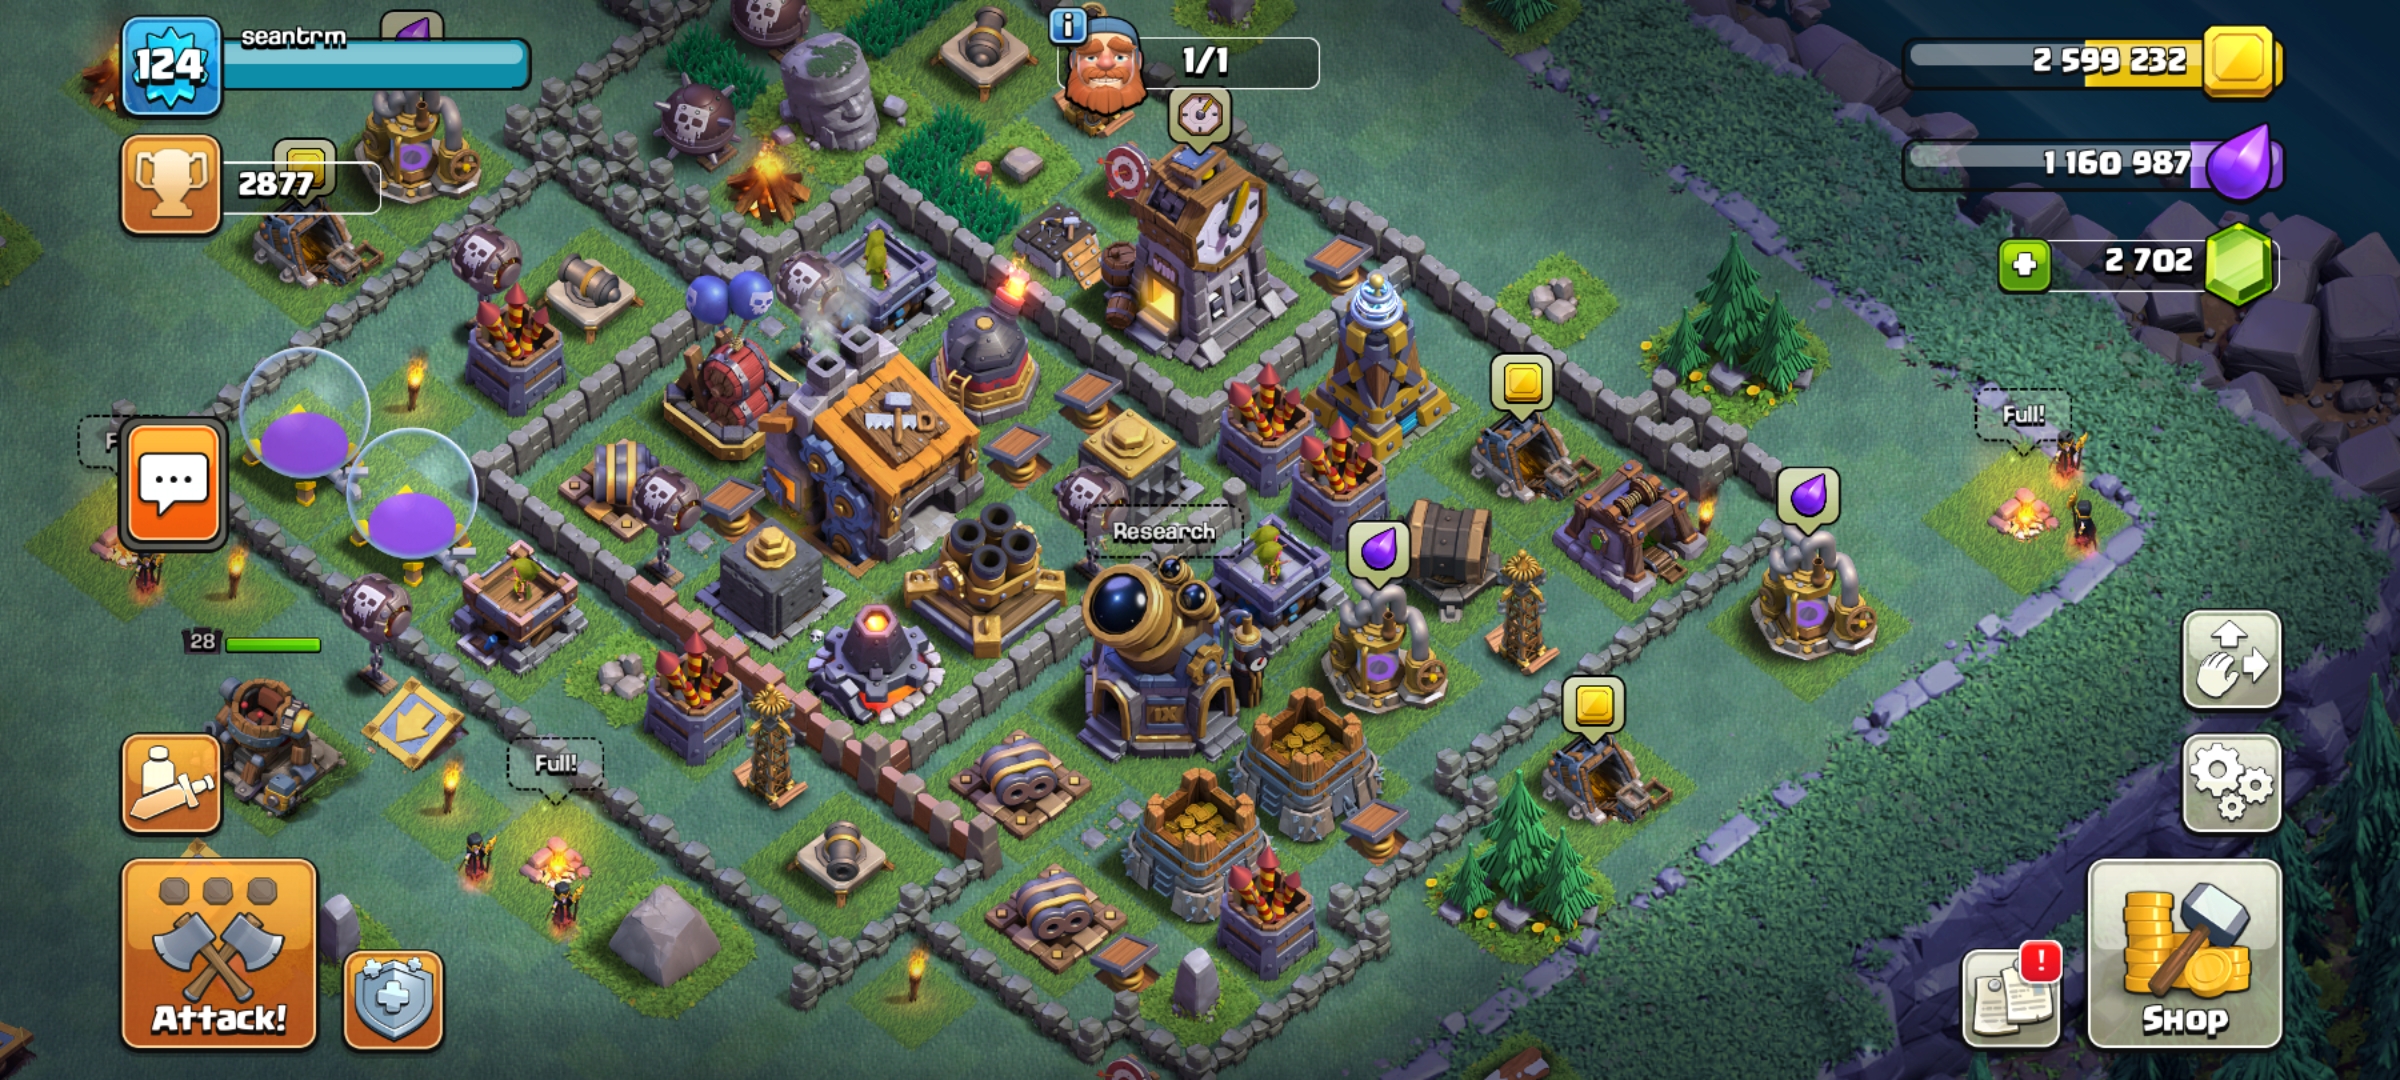 124
seantrm
i
1/1
2 599 232
2877
1 160 987
2 702
Full!
F
Research
28
Full!
IX
Attack!
!
Shop